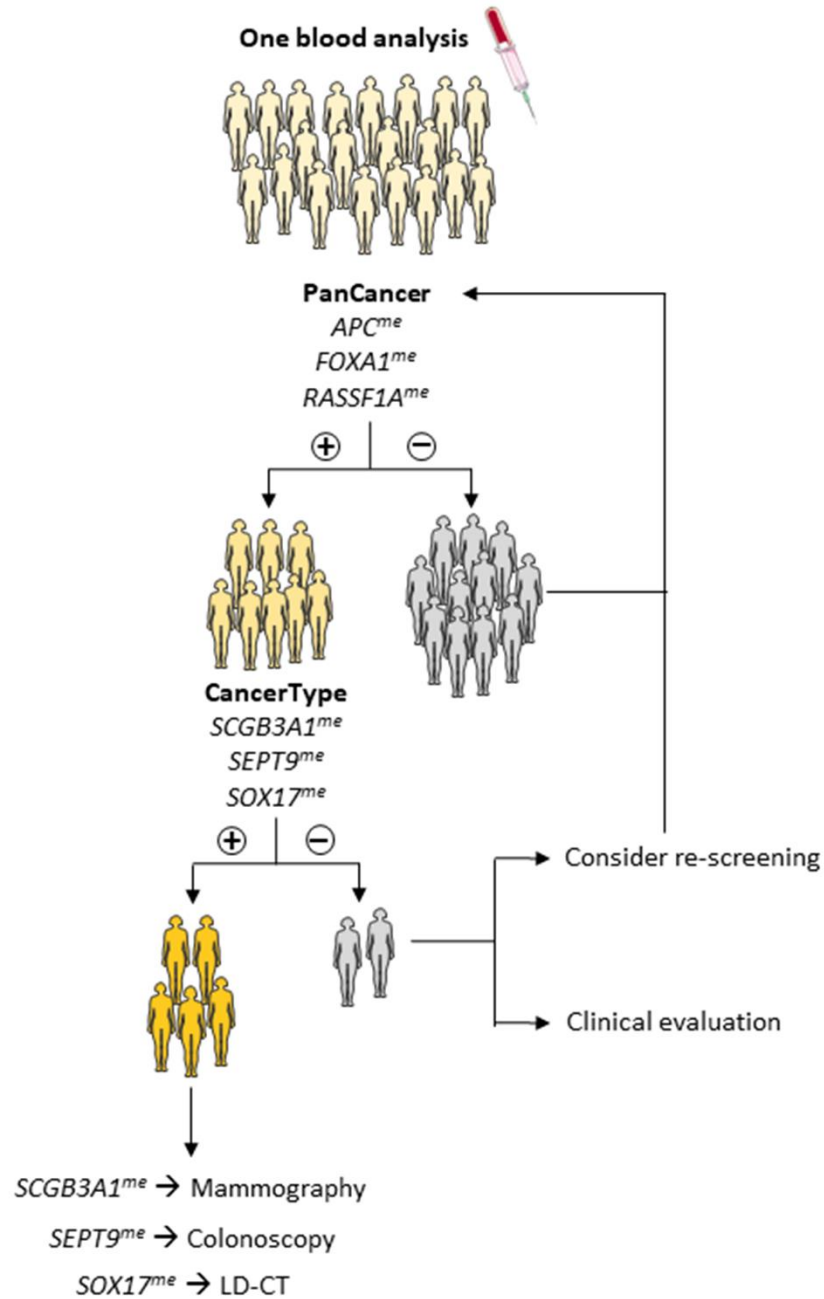 One blood analysis
PanCancer
APCᵐᵉ
FOXA1ᵐᵉ
RASSF1Aᵐᵉ
+ −
CancerType
SCGB3A1ᵐᵉ
SEPT9ᵐᵉ
SOX17ᵐᵉ
+ −
Consider re-screening
Clinical evaluation
SCGB3A1ᵐᵉ → Mammography
SEPT9ᵐᵉ → Colonoscopy
SOX17ᵐᵉ → LD-CT